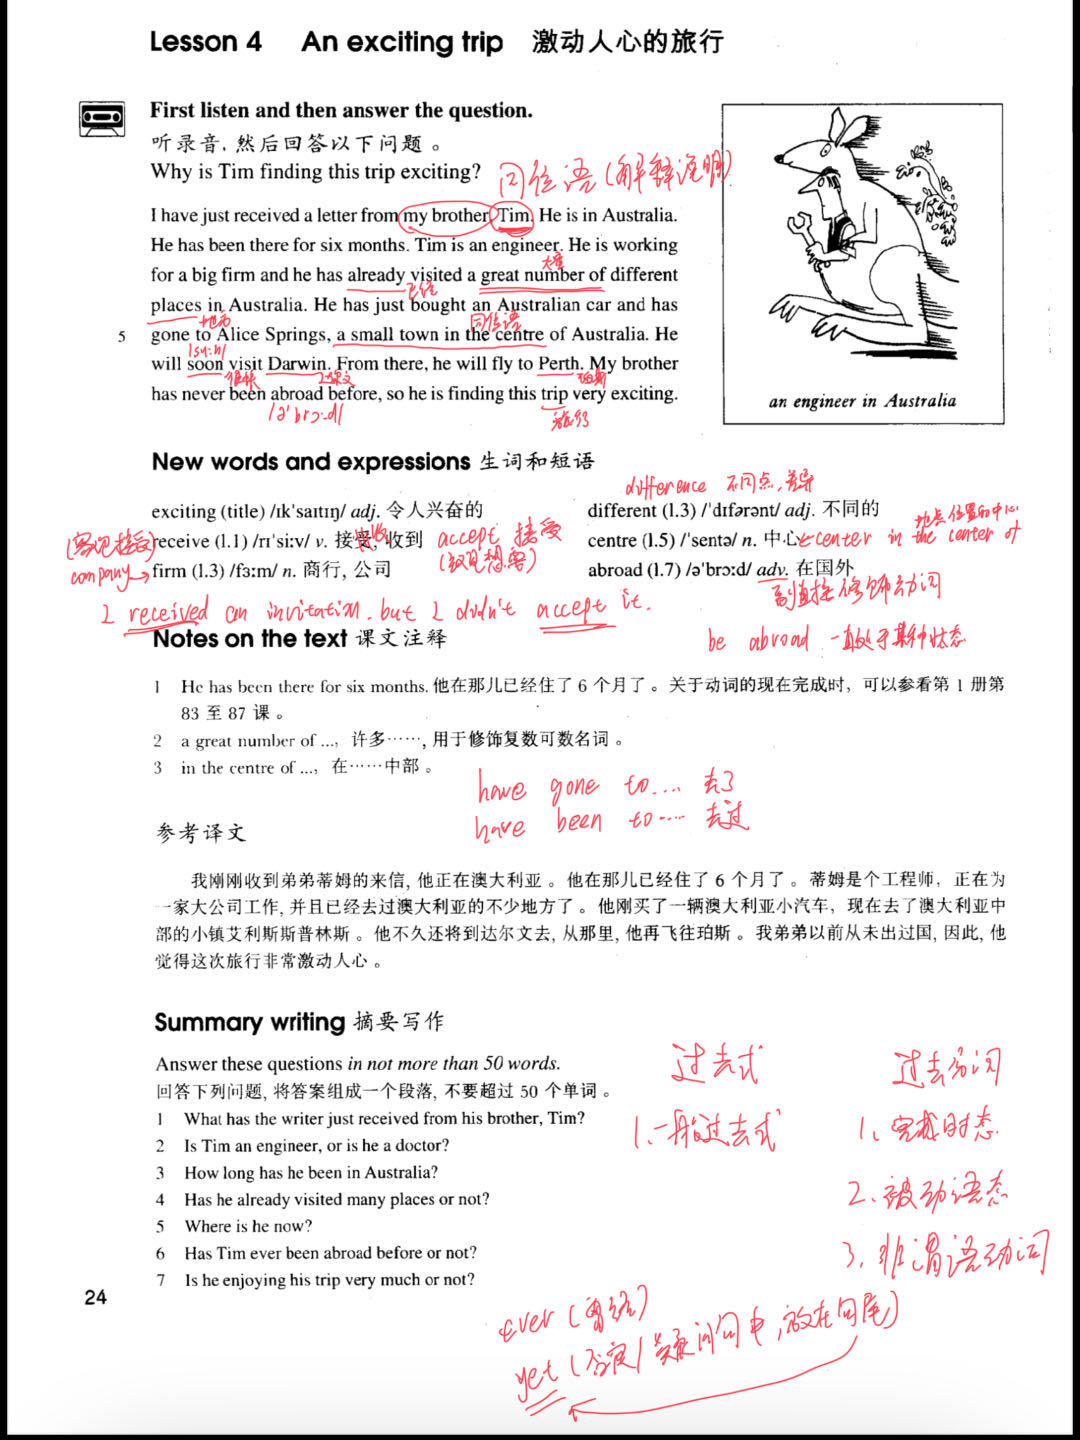 Lesson 4 An exciting trip 激动人心的旅行
First listen and then answer the question.
听录音，然后回答以下问题。
Why is Tim finding this trip exciting?
同位语(解释说明)
I have just received a letter from my brother, Tim. He is in Australia.
He has been there for six months. Tim is an engineer. He is working
大量
for a big firm and he has already visited a great number of different
已经
places in Australia. He has just bought an Australian car and has
地方 同位语
5 gone to Alice Springs, a small town in the centre of Australia. He
/su:n/
will soon visit Darwin. From there, he will fly to Perth. My brother
很快 达尔文 珀斯
has never been abroad before, so he is finding this trip very exciting.
/ə'brɔ:d/ 旅行
an engineer in Australia
New words and expressions 生词和短语
difference 不同点,差异
exciting (title) /ɪk'saɪtɪŋ/ adj. 令人兴奋的
receive (l.1) /rɪ'si:v/ v. 接受, 收到
(客观接受) 接收 accept 接受
(主观想要)
company→
firm (l.3) /fɜ:m/ n. 商行, 公司
different (l.3) /'dɪfərənt/ adj. 不同的
地点位置的中心
centre (l.5) /'sentə/ n. 中心 ←center in the center of
abroad (l.7) /ə'brɔ:d/ adv. 在国外
副词直接修饰动词
I received an invitation. but I didn't accept it.
be abroad 一直处于某种状态
Notes on the text 课文注释
1 He has been there for six months. 他在那儿已经住了 6 个月了。关于动词的现在完成时，可以参看第 1 册第
83 至 87 课。
2 a great number of ..., 许多……, 用于修饰复数可数名词。
3 in the centre of ..., 在……中部。
have gone to.... 去了
have been to..... 去过
参考译文
我刚刚收到弟弟蒂姆的来信, 他正在澳大利亚。他在那儿已经住了 6 个月了。蒂姆是个工程师，正在为
一家大公司工作, 并且已经去过澳大利亚的不少地方了。他刚买了一辆澳大利亚小汽车，现在去了澳大利亚中
部的小镇艾利斯斯普林斯。他不久还将到达尔文去, 从那里, 他再飞往珀斯。我弟弟以前从未出过国, 因此, 他
觉得这次旅行非常激动人心。
Summary writing 摘要写作
Answer these questions in not more than 50 words.
回答下列问题, 将答案组成一个段落, 不要超过 50 个单词。
1 What has the writer just received from his brother, Tim?
2 Is Tim an engineer, or is he a doctor?
3 How long has he been in Australia?
4 Has he already visited many places or not?
5 Where is he now?
6 Has Tim ever been abroad before or not?
7 Is he enjoying his trip very much or not?
过去式
1、一般过去式
过去分词
1、完成时态
2、被动语态
3、非谓语动词
24
ever (曾经)
yet (否定/疑问句中,放在句尾)